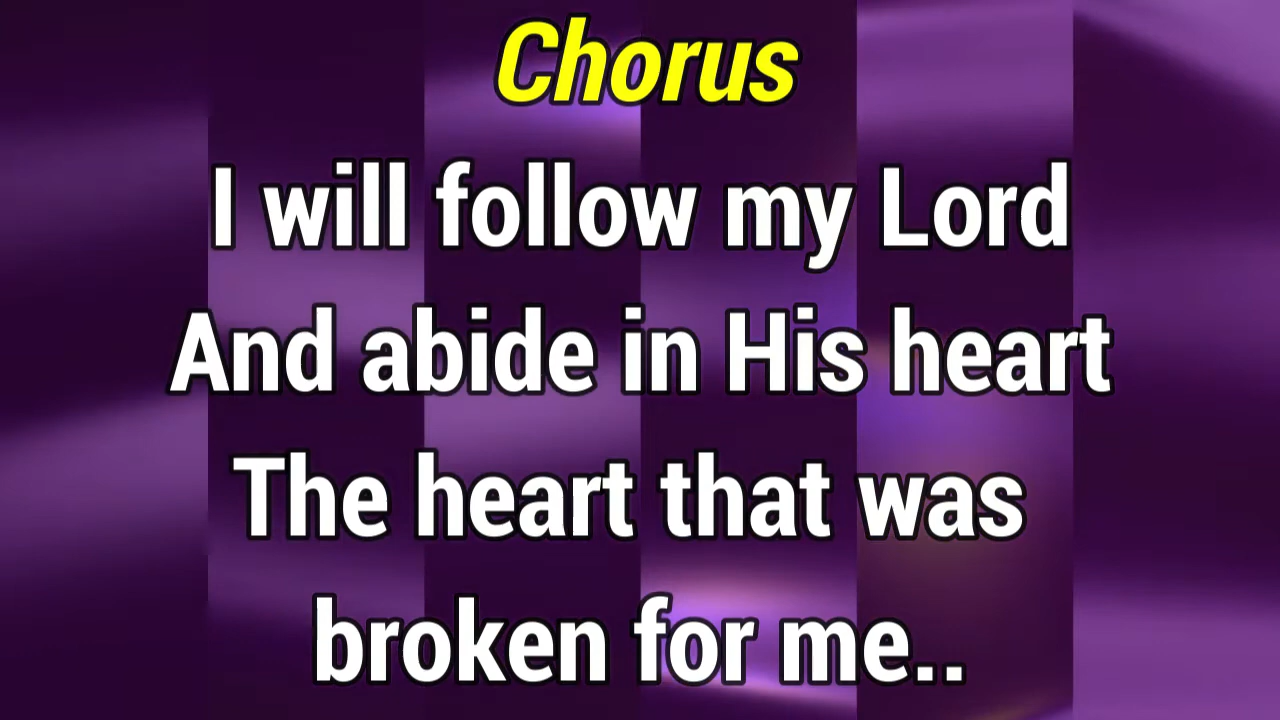 Chorus
I will follow my Lord
And abide in His heart
The heart that was
broken for me..